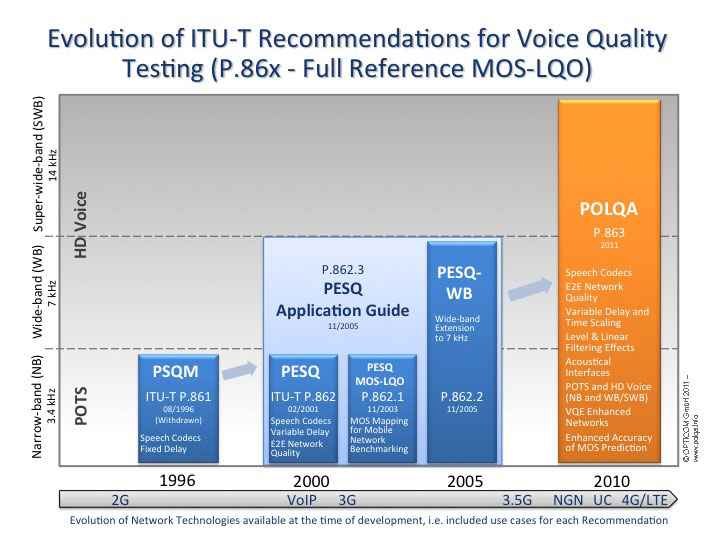 Evolution of ITU-T Recommendations for Voice Quality
Testing (P.86x - Full Reference MOS-LQO)
Super-wide-band (SWB)
14 kHz
Wide-band (WB)
7 kHz
Narrow-band (NB)
3.4 kHz
HD Voice
POTS
PSQM
ITU-T P.861
08/1996
(Withdrawn)
Speech Codecs
Fixed Delay
P.862.3
PESQ
Application Guide
11/2005
PESQ
ITU-T P.862
02/2001
Speech Codecs
Variable Delay
E2E Network
Quality
PESQ
MOS-LQO
P.862.1
11/2003
MOS Mapping
for Mobile
Network
Benchmarking
PESQ-
WB
Wide-band
Extension
to 7 kHz
P.862.2
11/2005
POLQA
P.863
2011
Speech Codecs
E2E Network
Quality
Variable Delay and
Time Scaling
Level & Linear
Filtering Effects
Acoustical
Interfaces
POTS and HD Voice
(NB and WB/SWB)
VQE Enhanced
Networks
Enhanced Accuracy
of MOS Prediction
© OPTICOM GmbH 2011 –
www.polqa.info
1996
2000
2005
2010
2G
VoIP
3G
3.5G
NGN
UC
4G/LTE
Evolution of Network Technologies available at the time of development, i.e. included use cases for each Recommendation